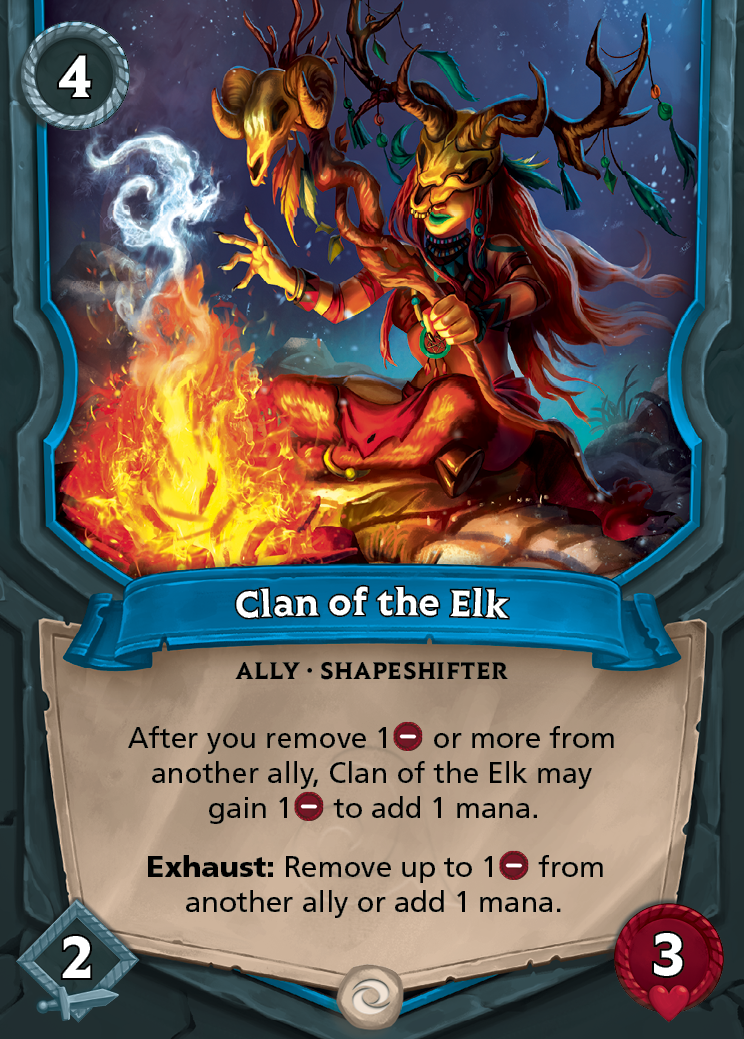 4
Clan of the Elk
ALLY · SHAPESHIFTER
After you remove 1⊖ or more from
another ally, Clan of the Elk may
gain 1⊖ to add 1 mana.
Exhaust: Remove up to 1⊖ from
another ally or add 1 mana.
2
3